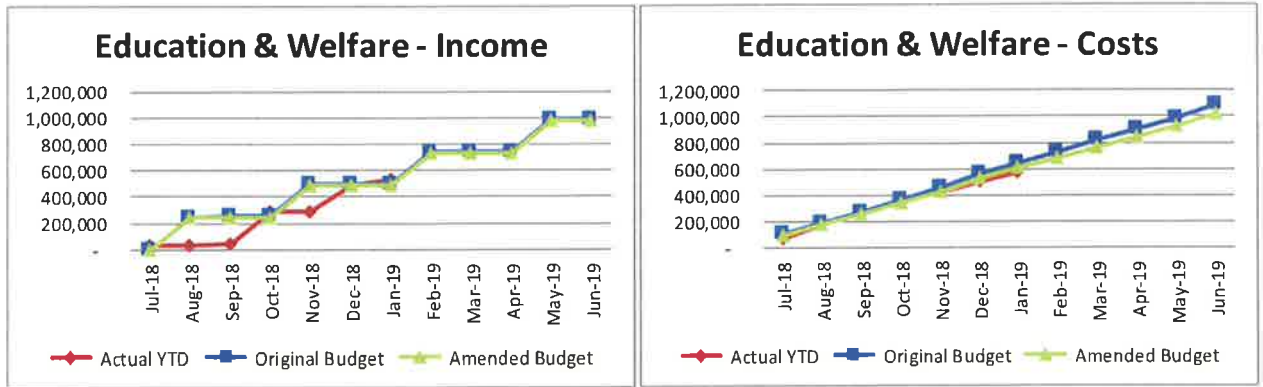 Education & Welfare - Income
1,200,000
1,000,000
800,000
600,000
400,000
200,000
-
Jul-18
Aug-18
Sep-18
Oct-18
Nov-18
Dec-18
Jan-19
Feb-19
Mar-19
Apr-19
May-19
Jun-19
Actual YTD
Original Budget
Amended Budget
Education & Welfare - Costs
1,200,000
1,000,000
800,000
600,000
400,000
200,000
-
Jul-18
Aug-18
Sep-18
Oct-18
Nov-18
Dec-18
Jan-19
Feb-19
Mar-19
Apr-19
May-19
Jun-19
Actual YTD
Original Budget
Amended Budget